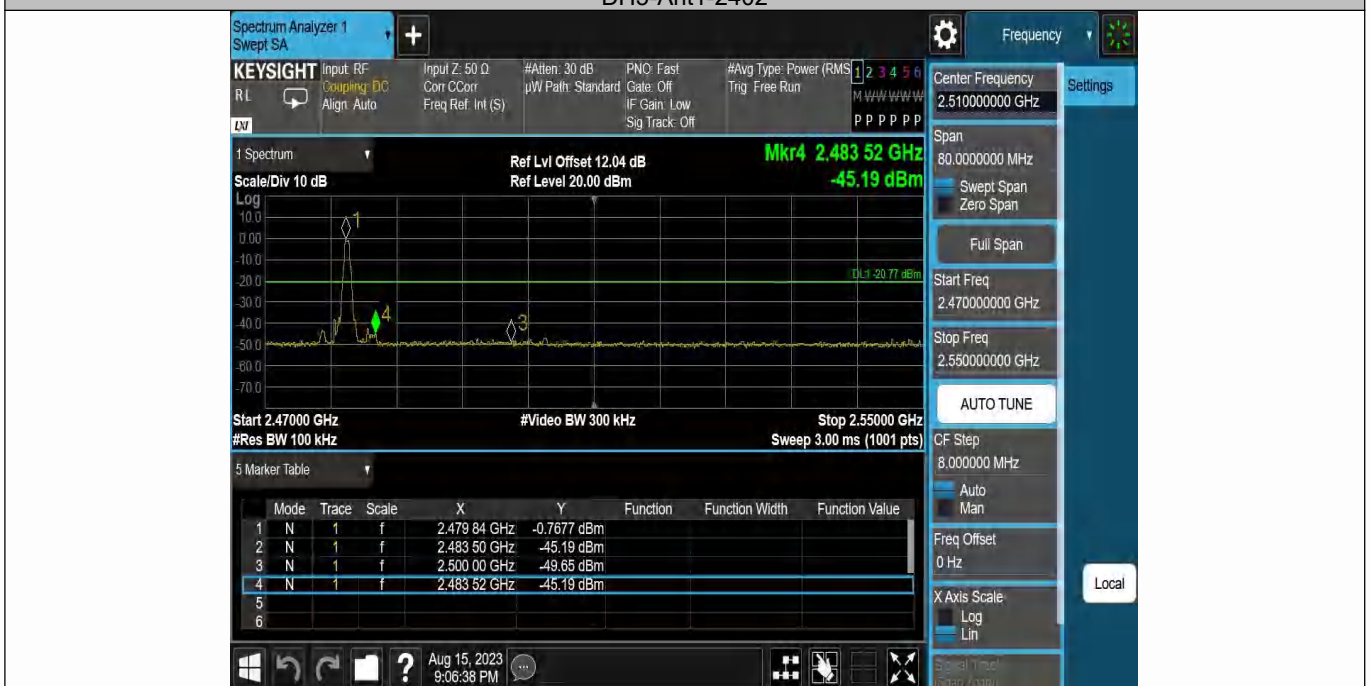 DH5-Ant1-2402
Spectrum Analyzer 1
Swept SA
Frequency
KEYSIGHT
R L
LXI
Input: RF
Coupling: DC
Align: Auto
Input Z: 50 Ω
Corr CCorr
Freq Ref: Int (S)
#Atten: 30 dB
µW Path: Standard
PNO: Fast
Gate: Off
IF Gain: Low
Sig Track: Off
#Avg Type: Power (RMS
Trig: Free Run
1 2 3 4 5 6
M W W W W W
P P P P P P
1 Spectrum
Scale/Div 10 dB
Ref Lvl Offset 12.04 dB
Ref Level 20.00 dBm
Mkr4 2.483 52 GHz
-45.19 dBm
Log
10.0
0.00
-10.0
-20.0
-30.0
-40.0
-50.0
-60.0
-70.0
1
4
3
DL1 -20.77 dBm
Start 2.47000 GHz
#Video BW 300 kHz
Stop 2.55000 GHz
#Res BW 100 kHz
Sweep 3.00 ms (1001 pts)
5 Marker Table
Mode Trace Scale X Y Function Function Width Function Value
1 N 1 f 2.479 84 GHz -0.7677 dBm
2 N 1 f 2.483 50 GHz -45.19 dBm
3 N 1 f 2.500 00 GHz -49.65 dBm
4 N 1 f 2.483 52 GHz -45.19 dBm
5
6
Aug 15, 2023
9:06:38 PM
Center Frequency
2.510000000 GHz
Settings
Span
80.0000000 MHz
Swept Span
Zero Span
Full Span
Start Freq
2.470000000 GHz
Stop Freq
2.550000000 GHz
AUTO TUNE
CF Step
8.000000 MHz
Auto
Man
Freq Offset
0 Hz
X Axis Scale
Log
Lin
Local
Signal Track